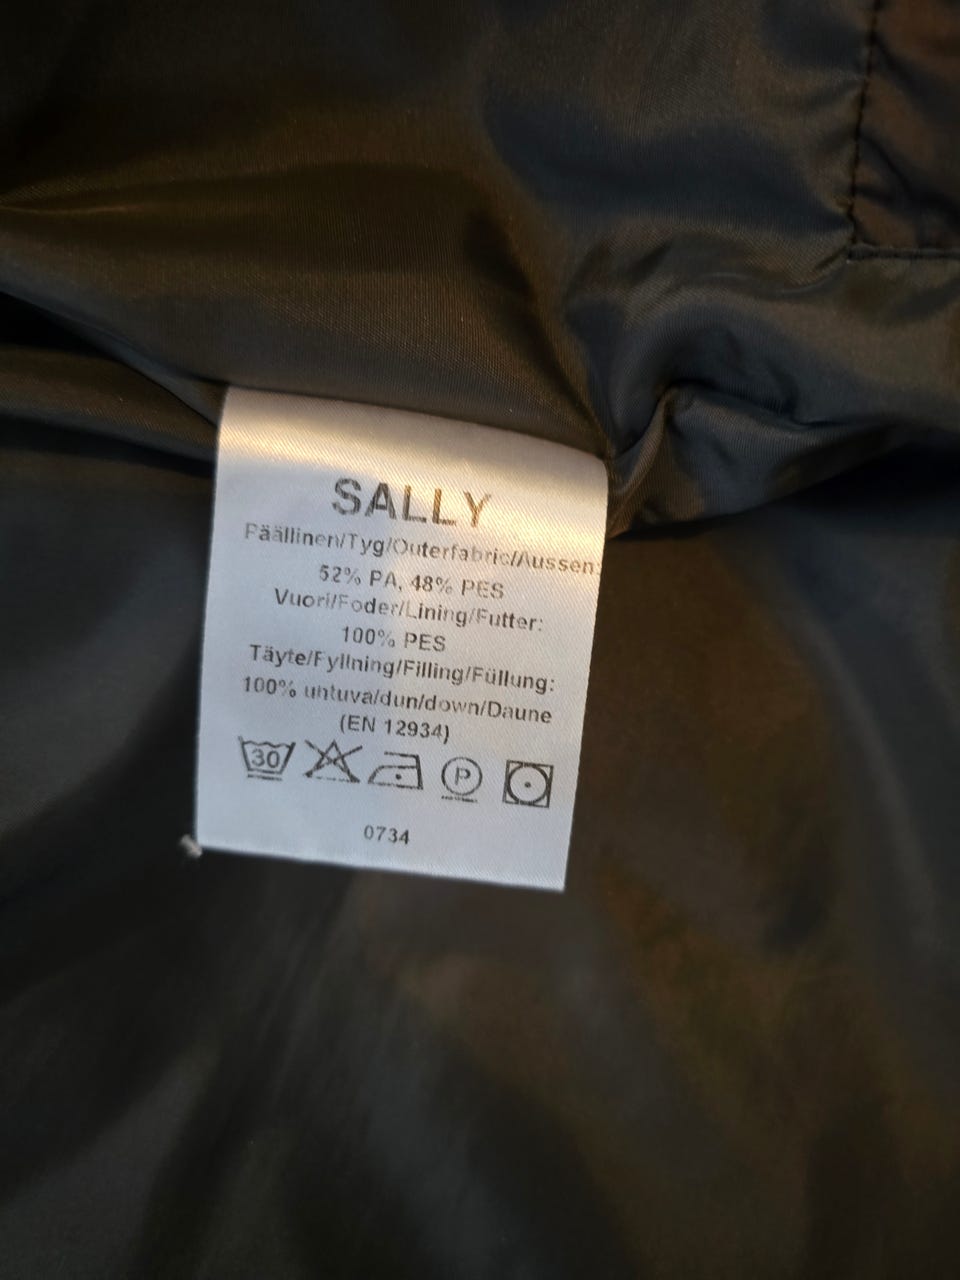 SALLY
Päällinen/Tyg/Outerfabric/Aussen:
52% PA, 48% PES
Vuori/Foder/Lining/Futter:
100% PES
Täyte/Fyllning/Filling/Füllung:
100% untuva/dun/down/Daune
(EN 12934)
30 P
0734